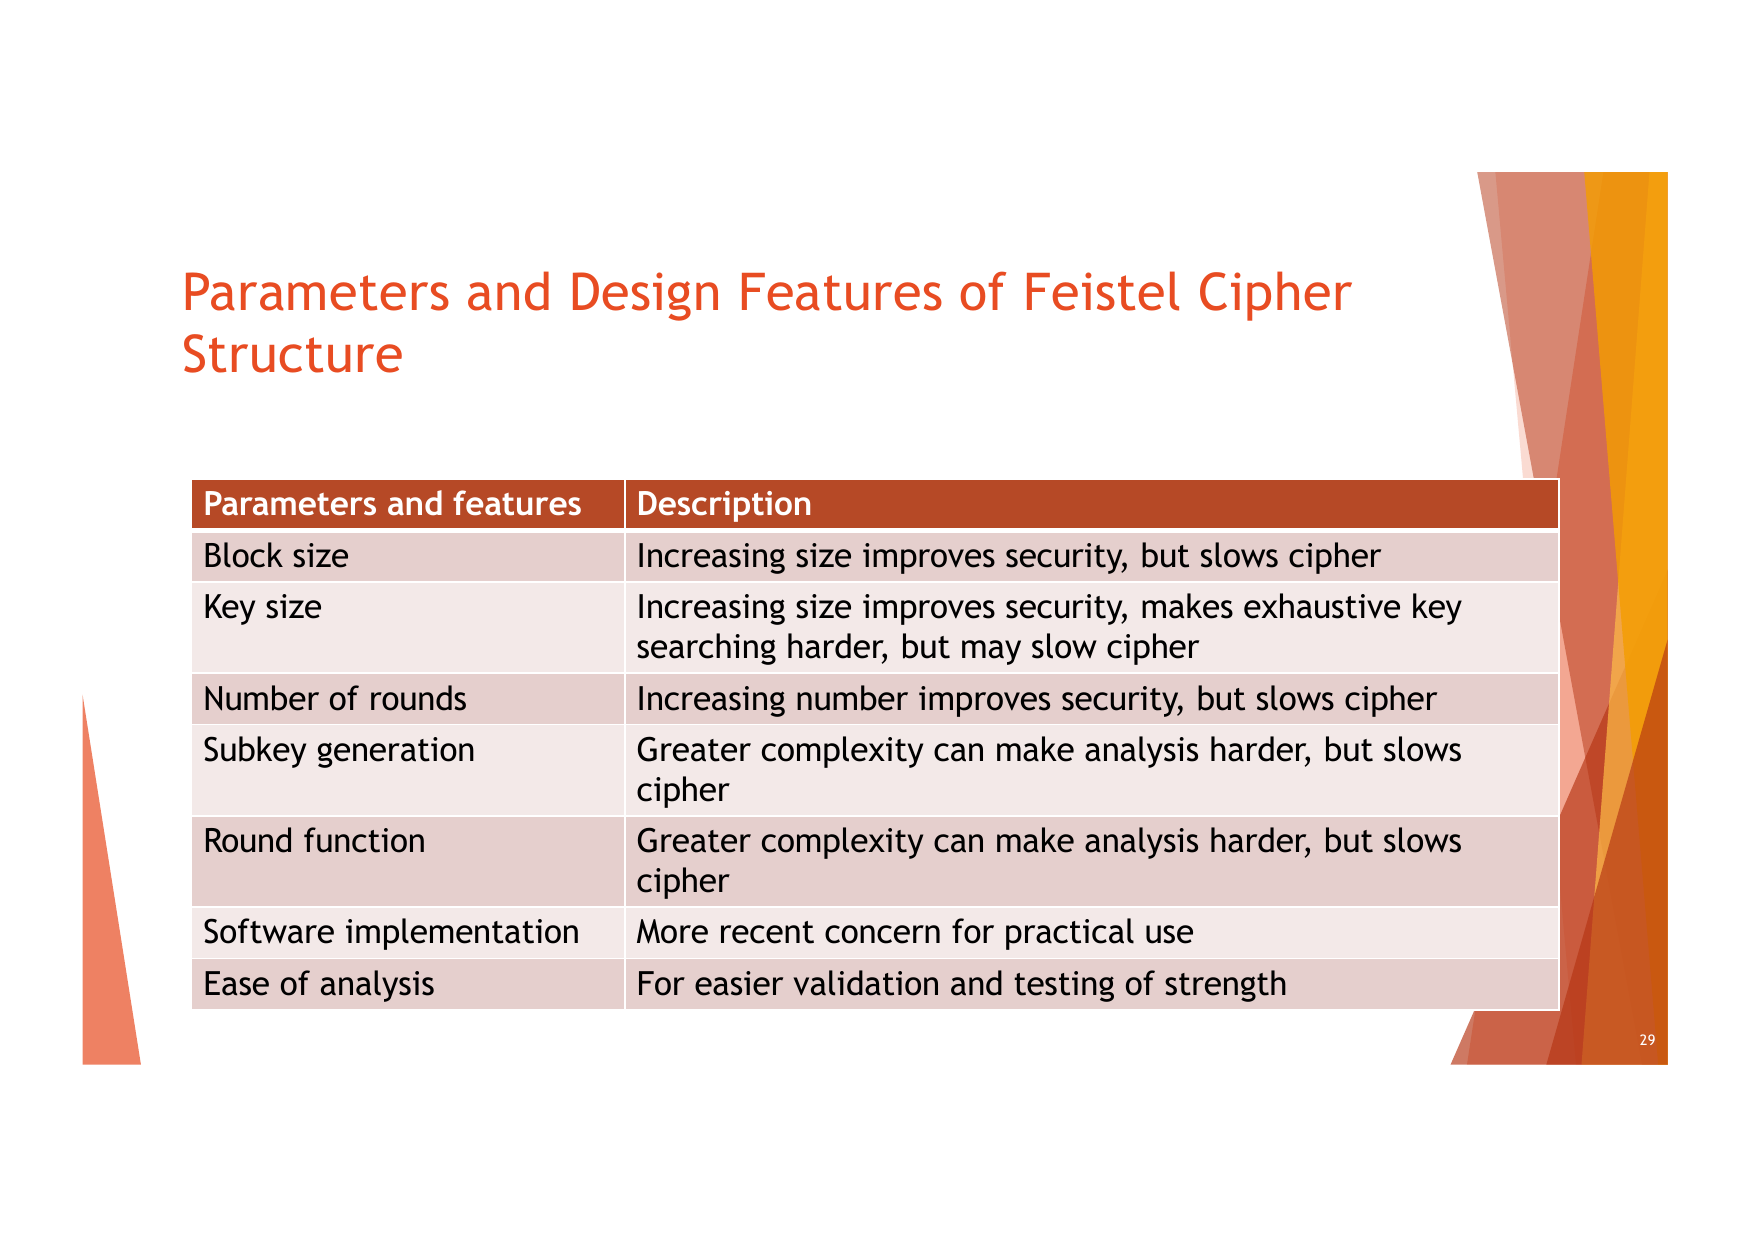 Parameters and Design Features of Feistel Cipher
Structure
Parameters and features
Description
Block size
Increasing size improves security, but slows cipher
Key size
Increasing size improves security, makes exhaustive key
searching harder, but may slow cipher
Number of rounds
Increasing number improves security, but slows cipher
Subkey generation
Greater complexity can make analysis harder, but slows
cipher
Round function
Greater complexity can make analysis harder, but slows
cipher
Software implementation
More recent concern for practical use
Ease of analysis
For easier validation and testing of strength
29